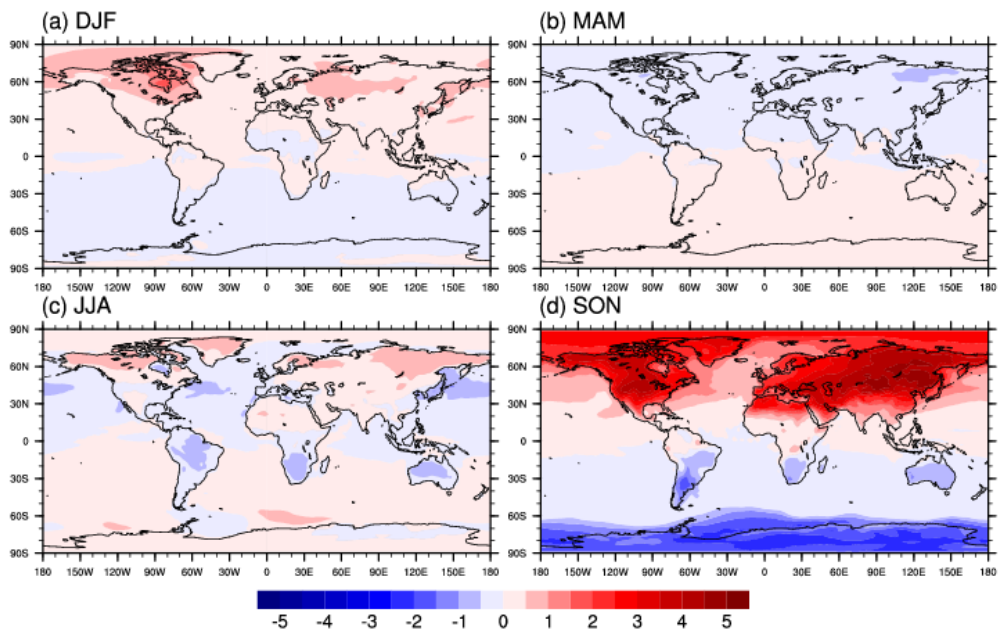 (a) DJF (b) MAM
90N 90N
60N 60N
30N 30N
0 0
30S 30S
60S 60S
90S 90S
180 150W 120W 90W 60W 30W 0 30E 60E 90E 120E 150E 180 180 150W 120W 90W 60W 30W 0 30E 60E 90E 120E 150E 180
(c) JJA (d) SON
90N 90N
60N 60N
30N 30N
0 0
30S 30S
60S 60S
90S 90S
180 150W 120W 90W 60W 30W 0 30E 60E 90E 120E 150E 180 180 150W 120W 90W 60W 30W 0 30E 60E 90E 120E 150E 180
-5 -4 -3 -2 -1 0 1 2 3 4 5